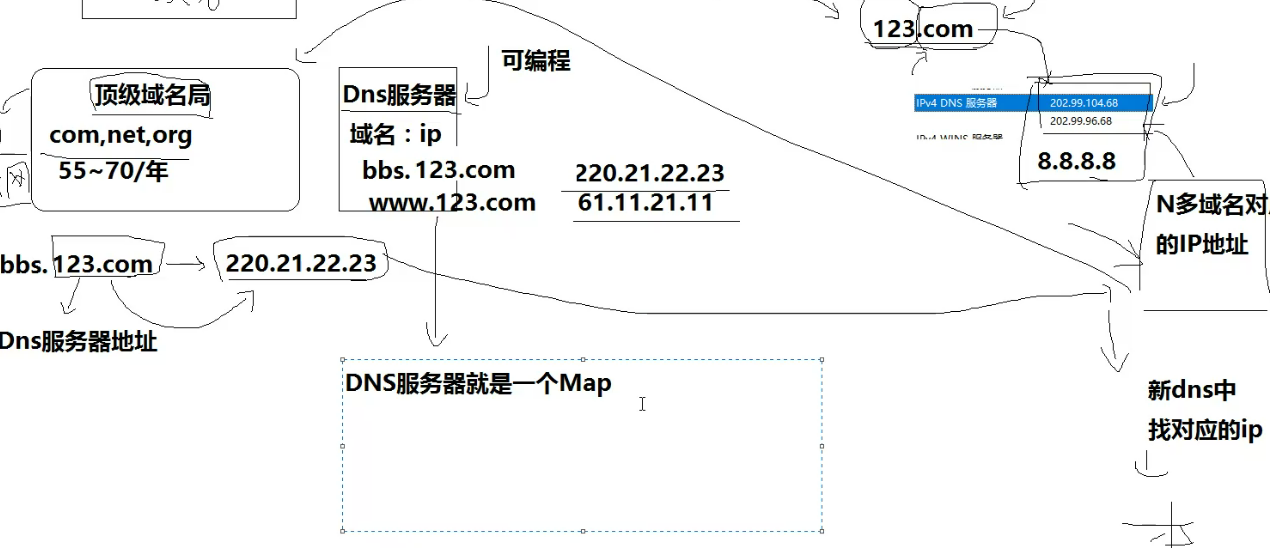 123.com
可编程
顶级域名局
com,net,org
55~70/年
Dns服务器
域名：ip
bbs.123.com 220.21.22.23
www.123.com 61.11.21.11
IPv4 DNS 服务器 202.99.104.68
202.99.96.68
IPv4 WINS 服务器
8.8.8.8
N多域名对
的IP地址
bbs.123.com 220.21.22.23
Dns服务器地址
DNS服务器就是一个Map
新dns中
找对应的ip